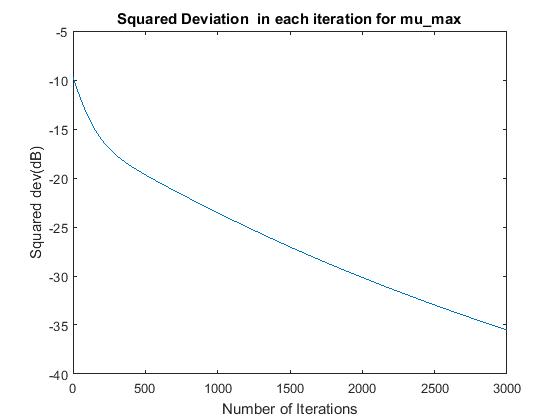 Squared Deviation  in each iteration for mu_max
-5
-10
-15
-20
-25
-30
-35
-40
Squared dev(dB)
0 500 1000 1500 2000 2500 3000
Number of Iterations